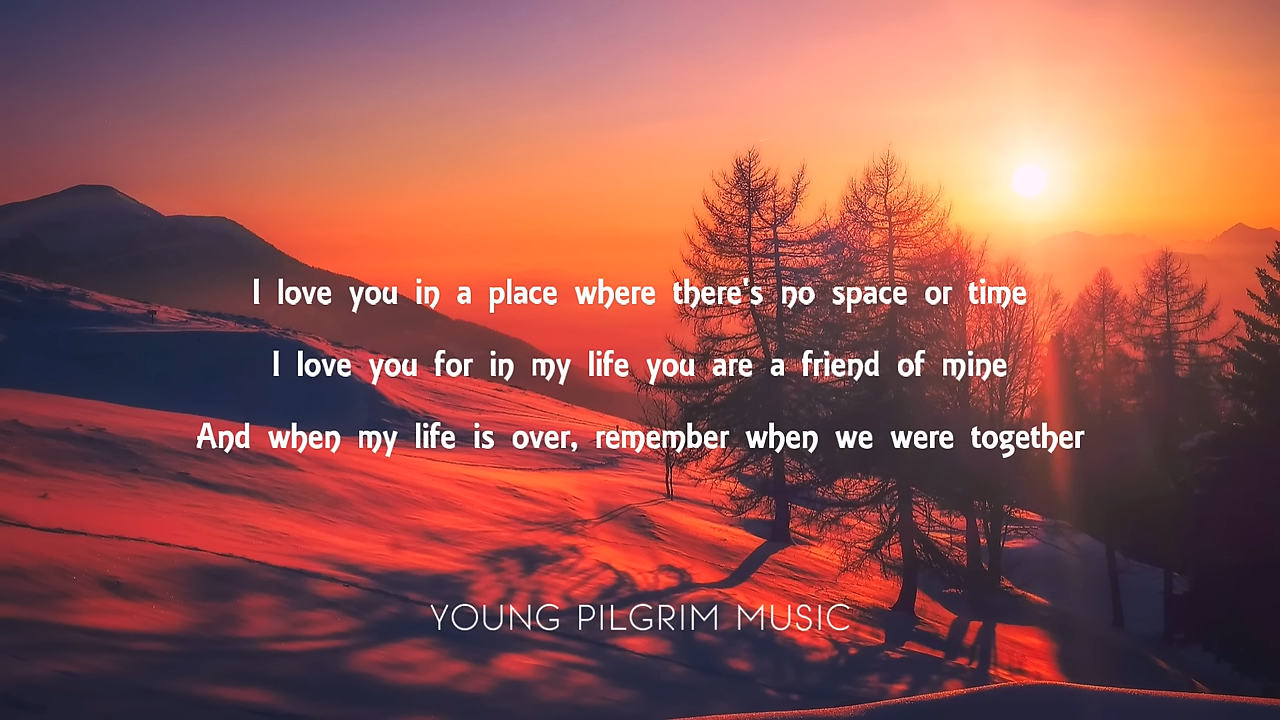 I love you in a place where there's no space or time
I love you for in my life you are a friend of mine
And when my life is over, remember when we were together
YOUNG PILGRIM MUSIC